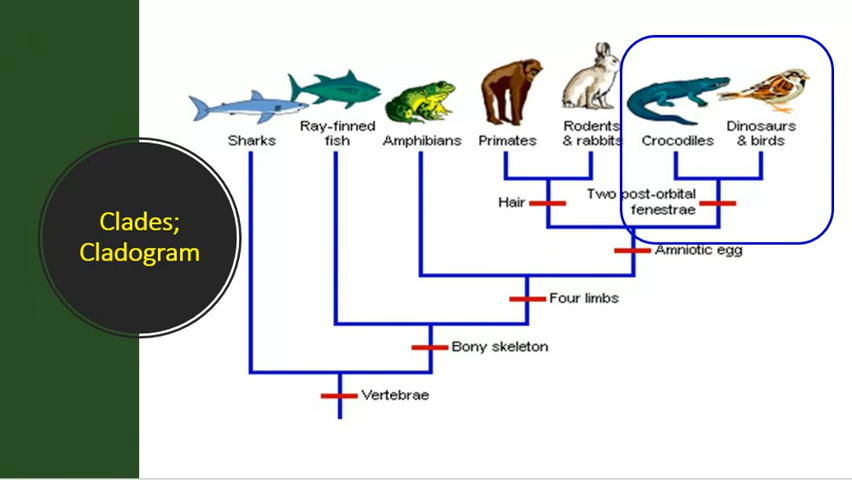 Clades;
Cladogram
Sharks
Ray-finned
fish
Amphibians
Primates
Rodents
& rabbits
Crocodiles
Dinosaurs
& birds
Hair
Two post-orbital
fenestrae
Amniotic egg
Four limbs
Bony skeleton
Vertebrae